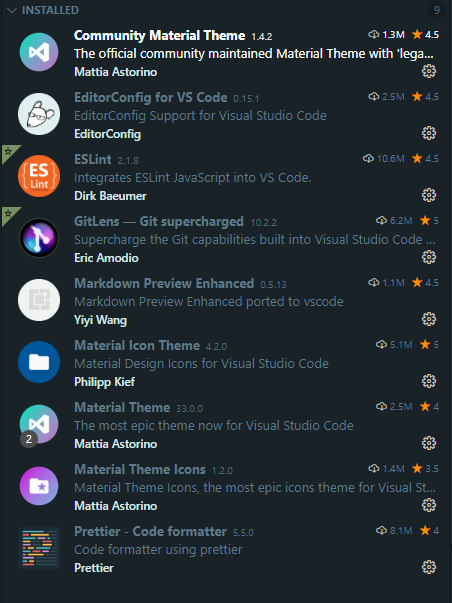 INSTALLED 9
Community Material Theme 1.4.2 1.3M 4.5
The official community maintained Material Theme with 'lega...
Mattia Astorino
EditorConfig for VS Code 0.15.1 2.5M 4.5
EditorConfig Support for Visual Studio Code
EditorConfig
ES
Lint
ESLint 2.1.8 10.6M 4.5
Integrates ESLint JavaScript into VS Code.
Dirk Baeumer
GitLens — Git supercharged 10.2.2 6.2M 5
Supercharge the Git capabilities built into Visual Studio Code ...
Eric Amodio
Markdown Preview Enhanced 0.5.13 1.1M 4.5
Markdown Preview Enhanced ported to vscode
Yiyi Wang
Material Icon Theme 4.2.0 5.1M 5
Material Design Icons for Visual Studio Code
Philipp Kief
Material Theme 33.0.0 2.5M 4
The most epic theme now for Visual Studio Code
2
Mattia Astorino
Material Theme Icons 1.2.0 1.4M 3.5
Material Theme Icons, the most epic icons theme for Visual St...
Mattia Astorino
Prettier - Code formatter 5.5.0 8.1M 4
Code formatter using prettier
Prettier